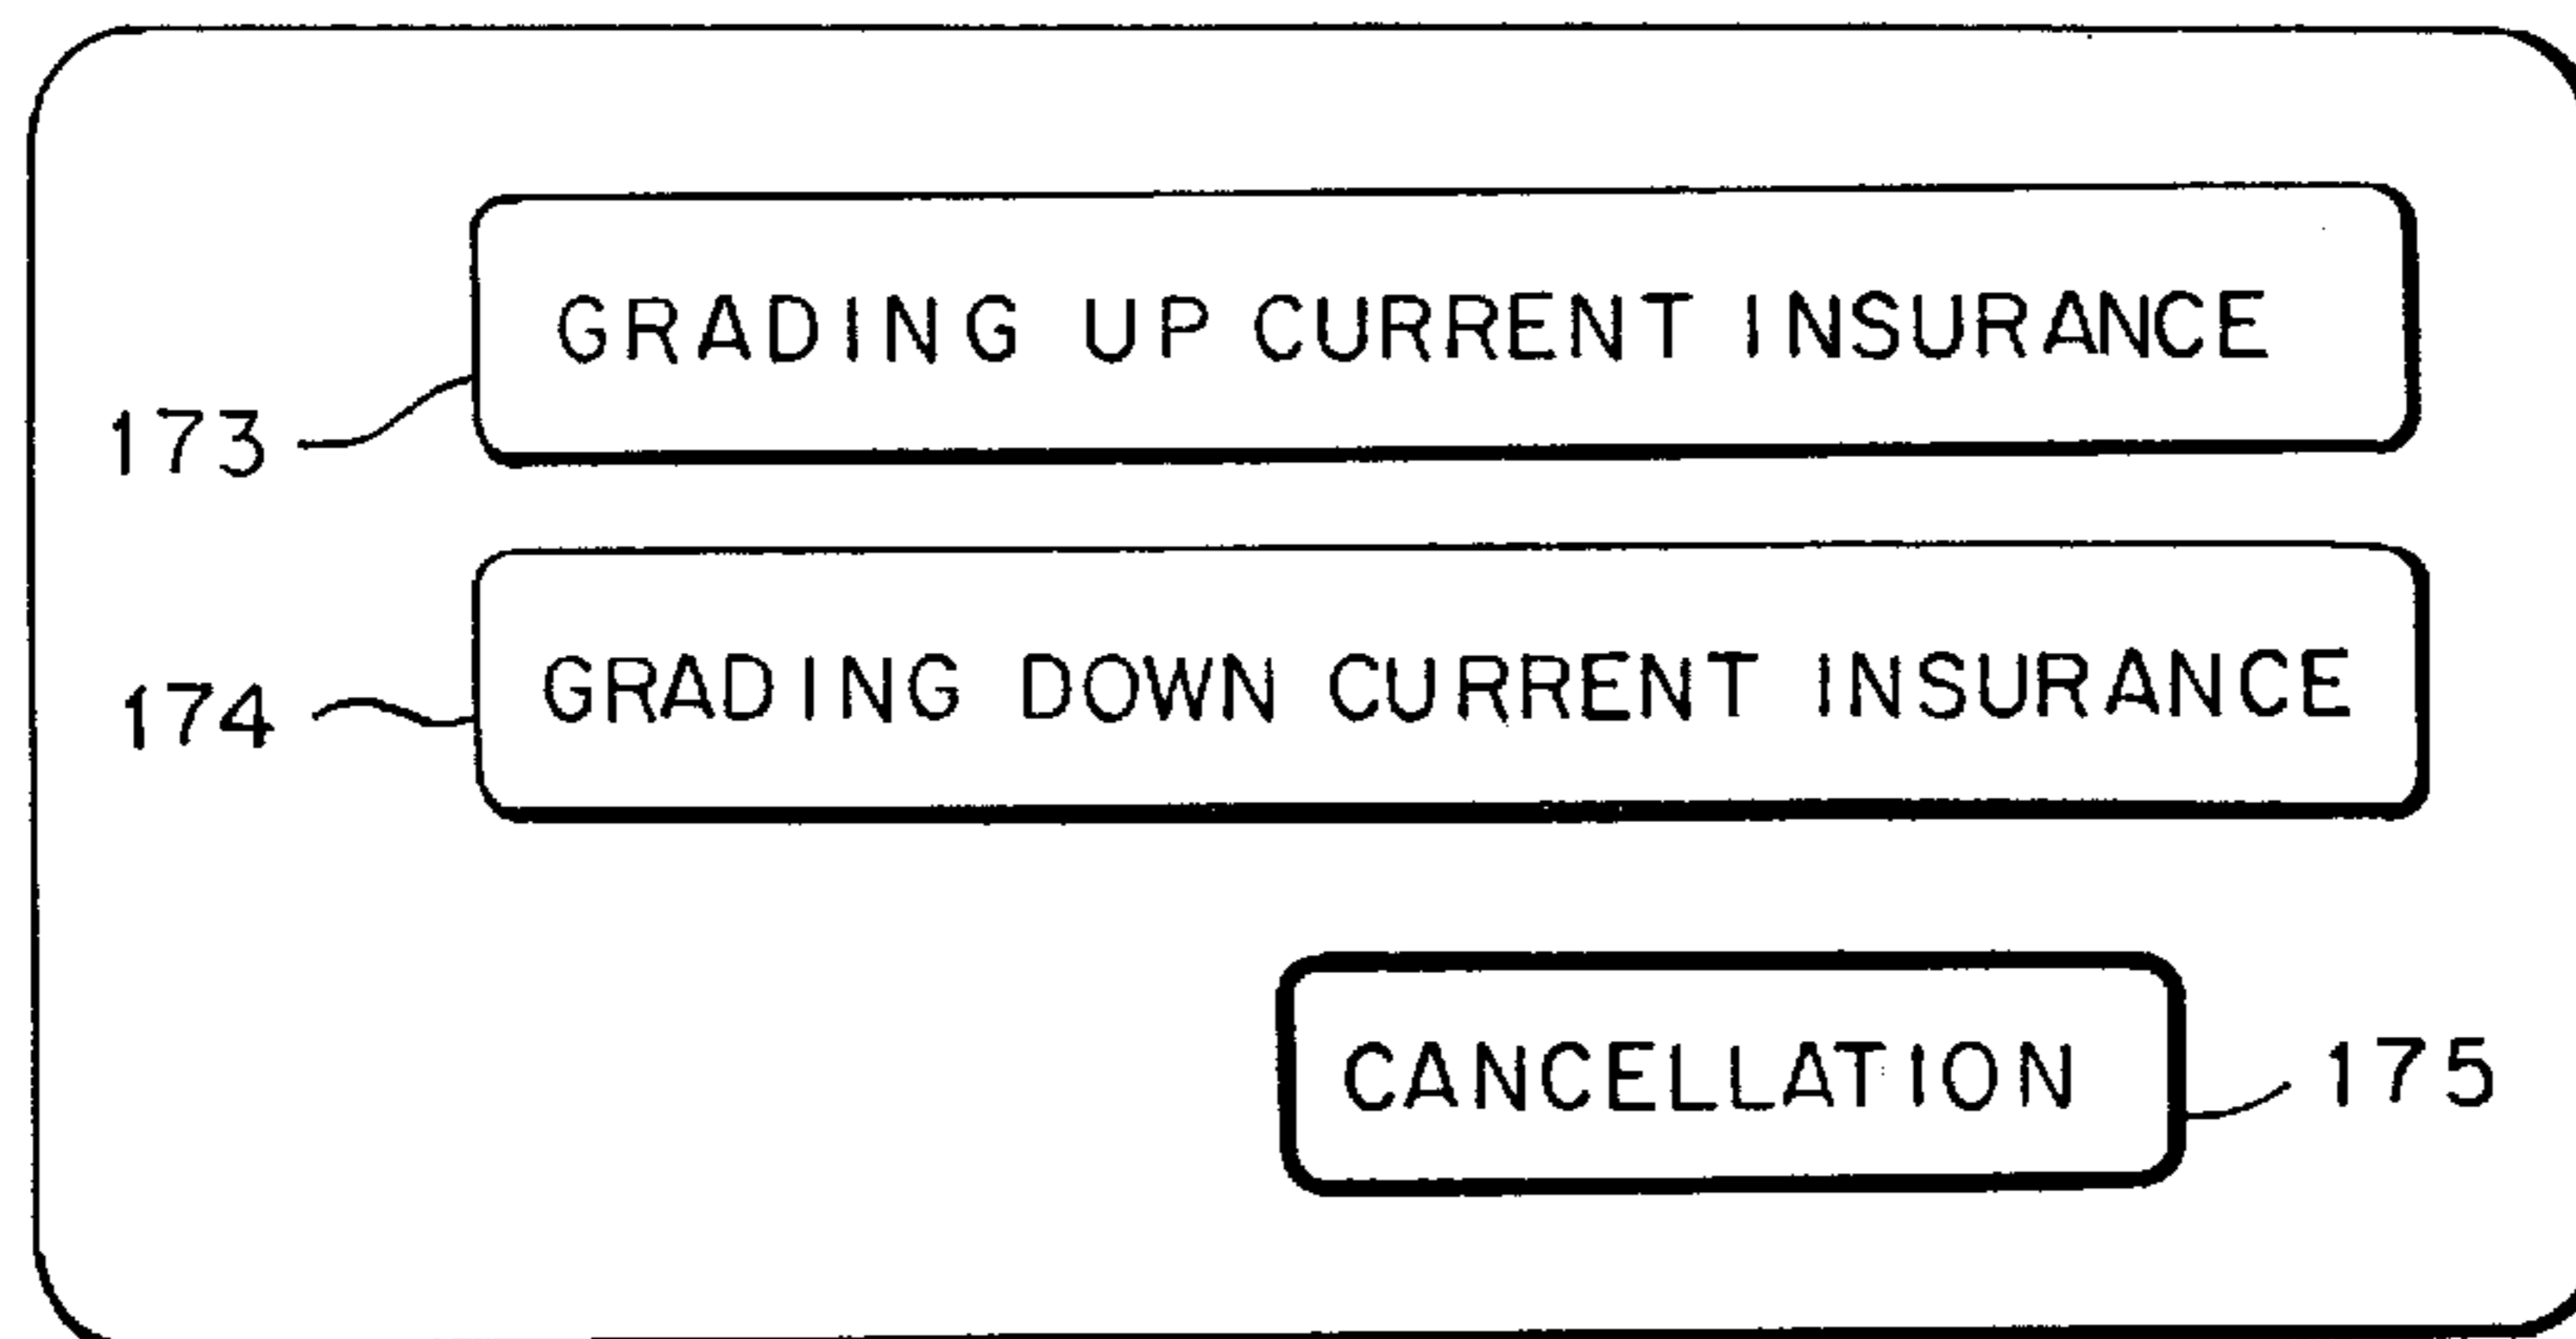 GRADING UP CURRENT INSURANCE
173
GRADING DOWN CURRENT INSURANCE
174
CANCELLATION
175